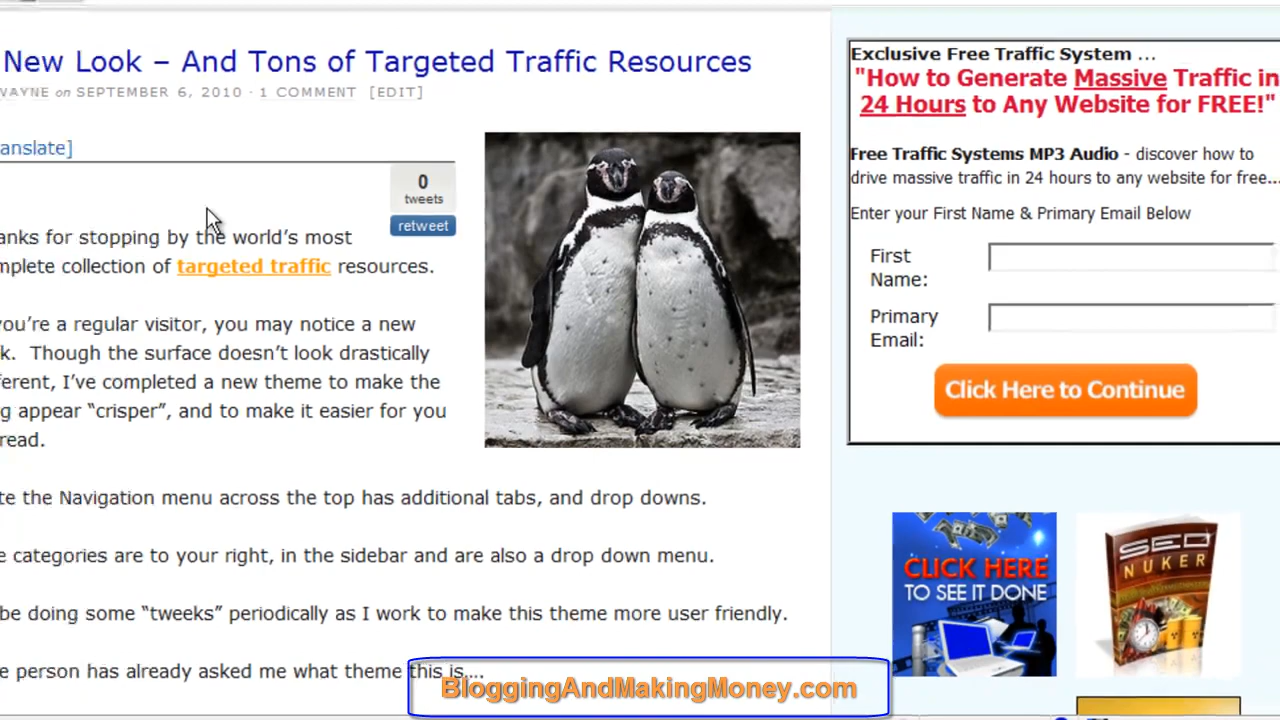 New Look – And Tons of Targeted Traffic Resources
WAYNE on SEPTEMBER 6, 2010 · 1 COMMENT [EDIT]
anslate]
0
tweets
retweet
anks for stopping by the world's most
mplete collection of targeted traffic resources.
you're a regular visitor, you may notice a new
k. Though the surface doesn't look drastically
ferent, I've completed a new theme to make the
g appear “crisper”, and to make it easier for you
read.
te the Navigation menu across the top has additional tabs, and drop downs.
e categories are to your right, in the sidebar and are also a drop down menu.
be doing some “tweeks” periodically as I work to make this theme more user friendly.
e person has already asked me what theme this is....
Exclusive Free Traffic System ...
"How to Generate Massive Traffic in
24 Hours to Any Website for FREE!"
Free Traffic Systems MP3 Audio - discover how to
drive massive traffic in 24 hours to any website for free...
Enter your First Name & Primary Email Below
First
Name:
Primary
Email:
Click Here to Continue
CLICK HERE
TO SEE IT DONE
SEO
NUKER
BloggingAndMakingMoney.com